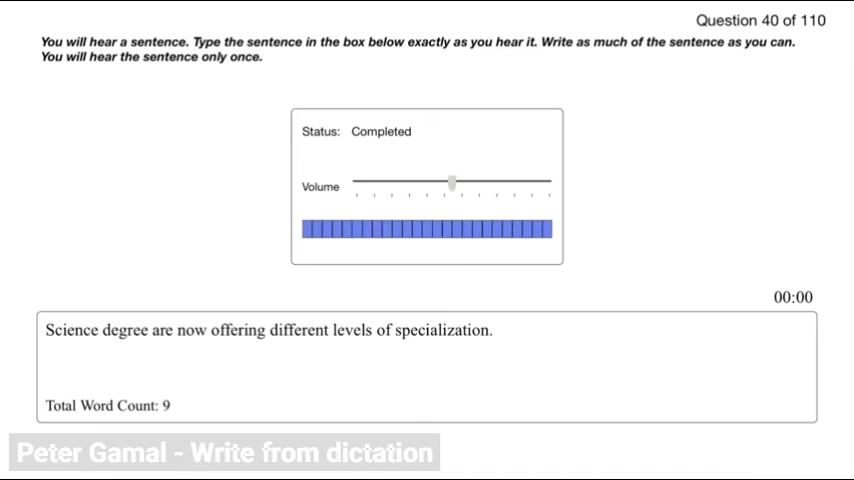 Question 40 of 110
You will hear a sentence. Type the sentence in the box below exactly as you hear it. Write as much of the sentence as you can.
You will hear the sentence only once.
Status: Completed
Volume
00:00
Science degree are now offering different levels of specialization.
Total Word Count: 9
Peter Gamal - Write from dictation